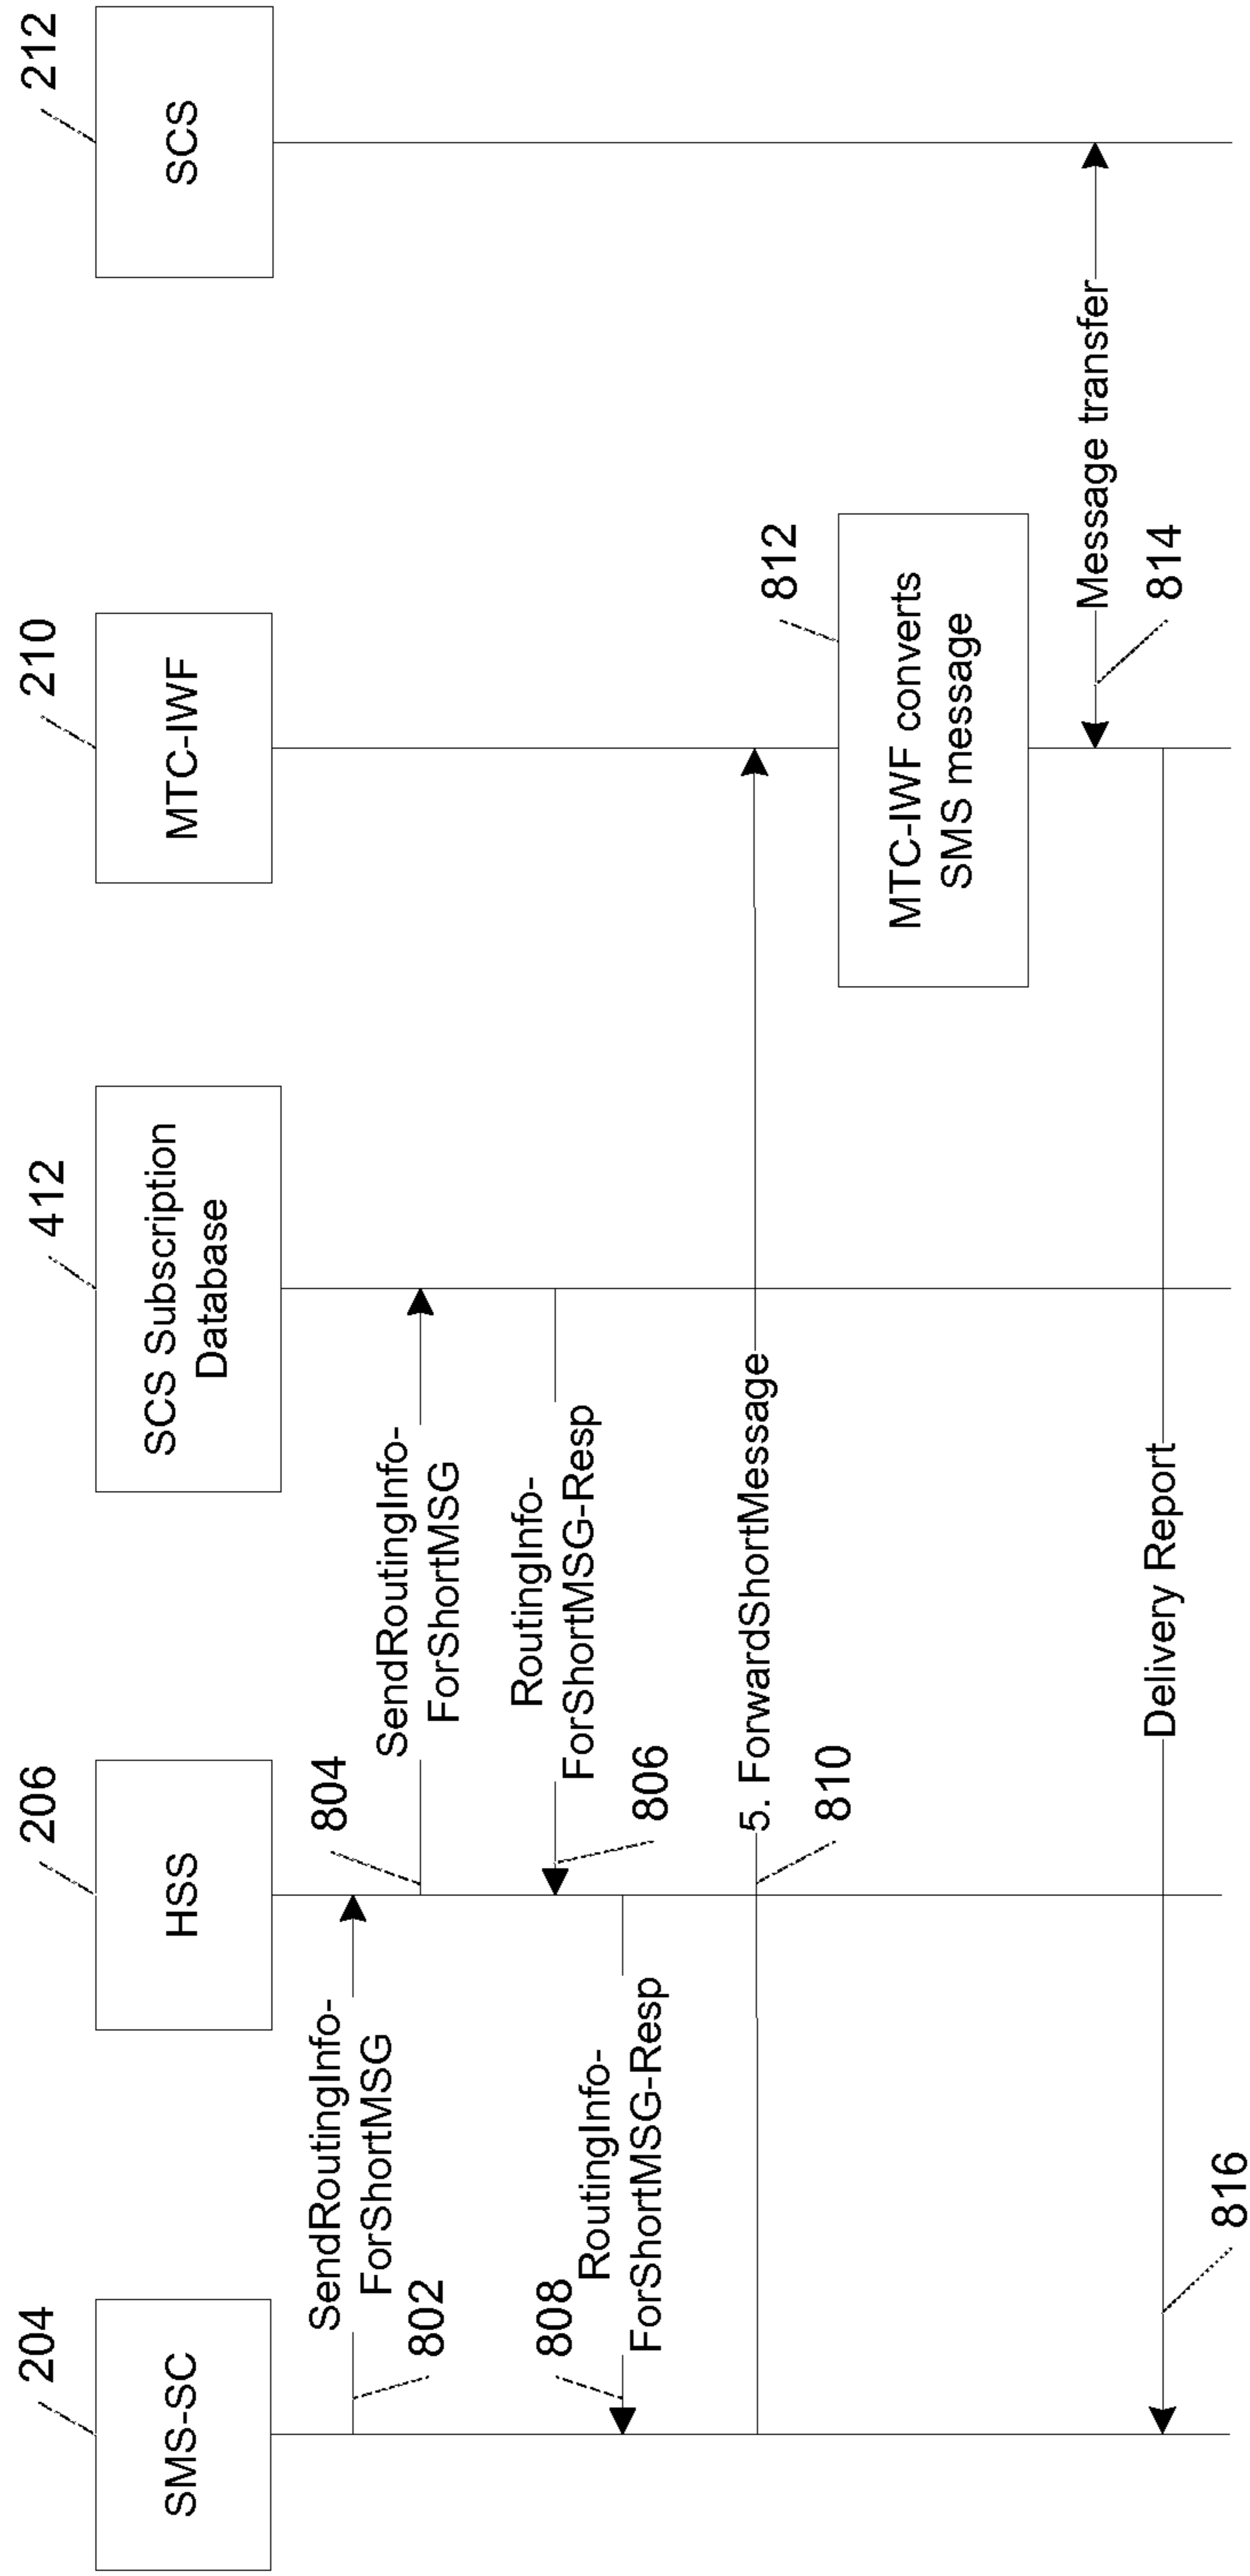 204
206
412
210
212
SMS-SC
HSS
SCS Subscription
Database
MTC-IWF
SCS
SendRoutingInfo-
ForShortMSG
802
804
SendRoutingInfo-
ForShortMSG
RoutingInfo-
ForShortMSG-Resp
806
808
RoutingInfo-
ForShortMSG-Resp
5. ForwardShortMessage
810
812
MTC-IWF converts
SMS message
Message transfer
814
Delivery Report
816